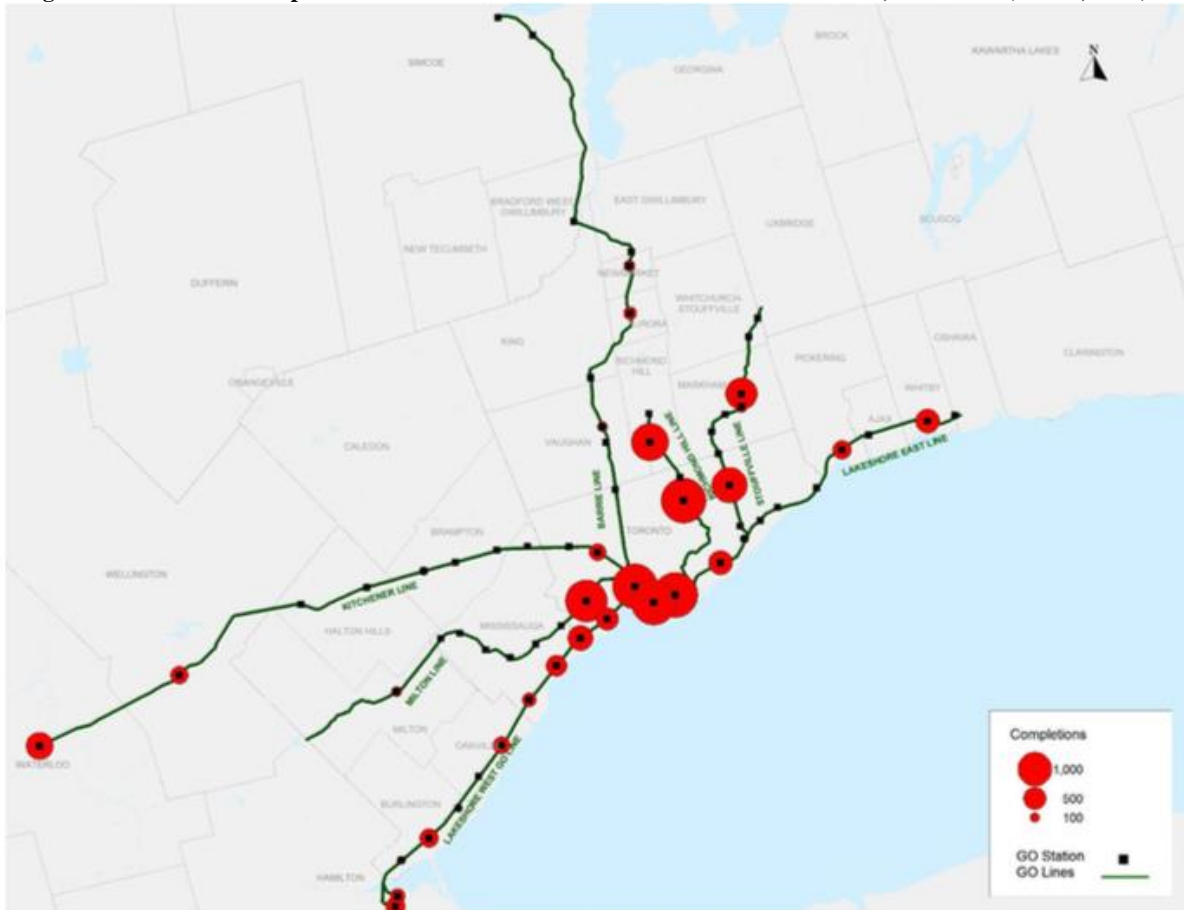 SIMCOE
BROCK
KAWARTHA LAKES
N
GEORGINA
BRADFORD WEST
GWILLIMBURY
EAST GWILLIMBURY
UXBRIDGE
SCUGOG
NEW TECUMSETH
DUFFERIN
NEWMARKET
WHITCHURCH-
STOUFFVILLE
KING
AURORA
PICKERING
OSHAWA
CLARINGTON
RICHMOND
HILL
ORANGEVILLE
MARKHAM
WHITBY
AJAX
CALEDON
VAUGHAN
RICHMOND HILL LINE
STOUFFVILLE LINE
LAKESHORE EAST LINE
BARRIE LINE
BRAMPTON
TORONTO
WELLINGTON
KITCHENER LINE
HALTON HILLS
MISSISSAUGA
MILTON LINE
MILTON
OAKVILLE
WATERLOO
LAKESHORE WEST GO LINE
BURLINGTON
HAMILTON
Completions
1,000
500
100
GO Station
GO Lines